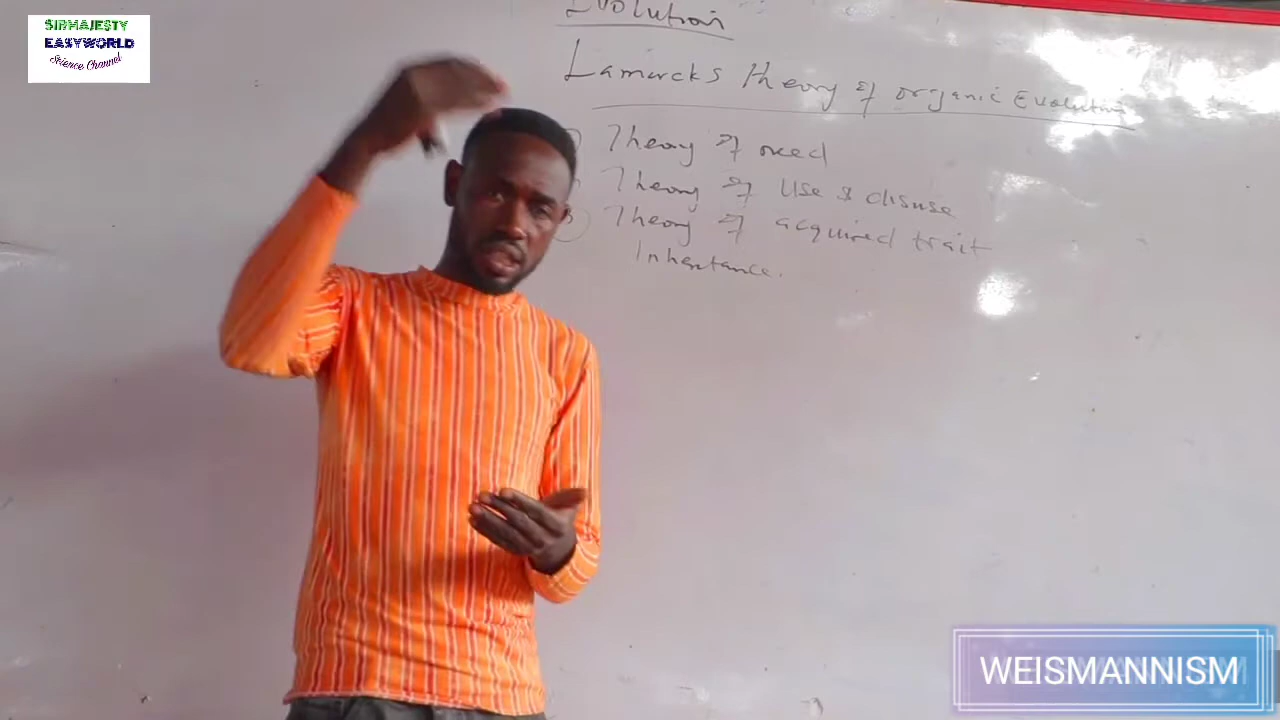 SIRMAJESTY
EASYWORLD
Science Channel
Evolution
Lamarcks Theory of organic Evolution
Theory of need
Theory of Use & disuse
3) Theory of acquired trait
Inheritance.
WEISMANNISM